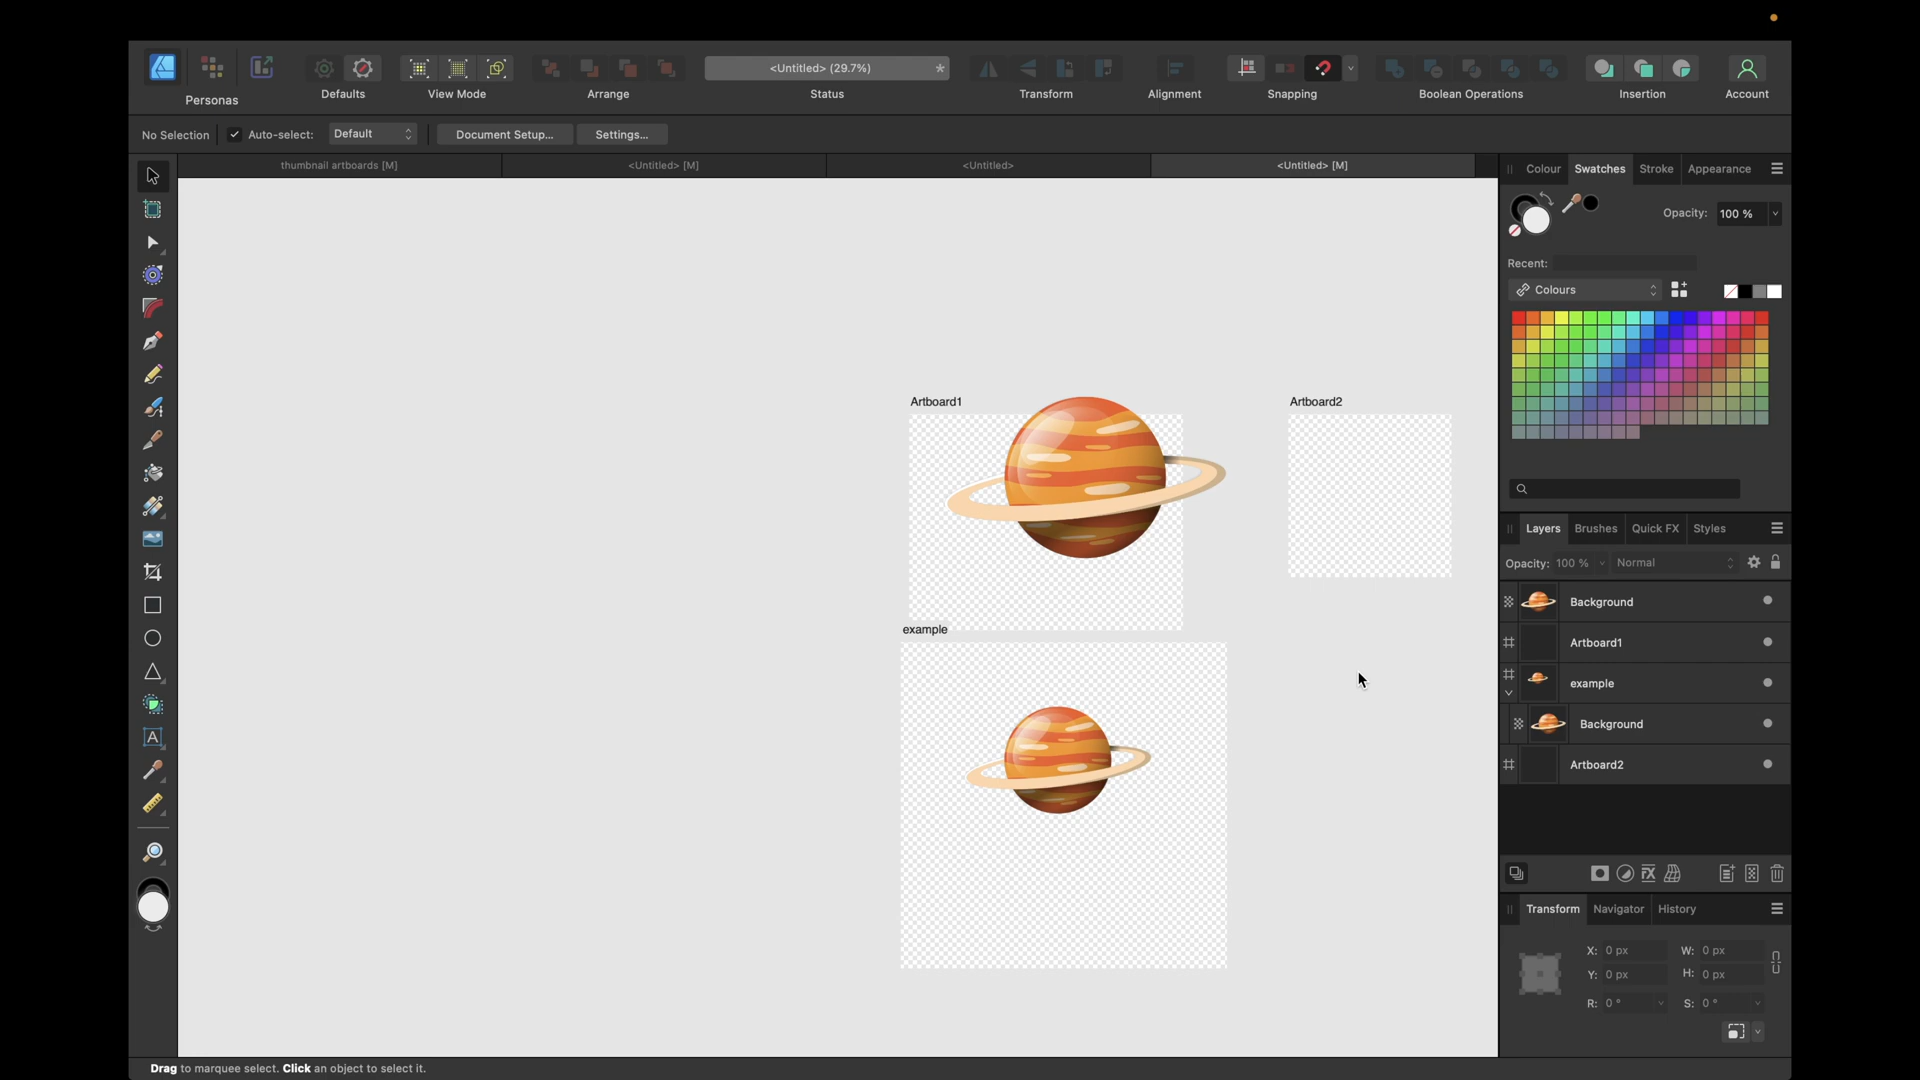 <Untitled> (29.7%)
*
Personas
Defaults
View Mode
Arrange
Status
Transform
Alignment
Snapping
Boolean Operations
Insertion
Account
No Selection
Auto-select:
Default
Document Setup...
Settings...
thumbnail artboards [M]
<Untitled> [M]
<Untitled>
<Untitled> [M]
Colour
Swatches
Stroke
Appearance
Opacity:
100 %
Recent:
Colours
Artboard1
Artboard2
example
Layers
Brushes
Quick FX
Styles
Opacity: 100 %
Normal
Background
Artboard1
example
Background
Artboard2
FX
A
Transform
Navigator
History
X: 0 px
W: 0 px
Y: 0 px
H: 0 px
R: 0 °
S: 0 °
Drag to marquee select. Click an object to select it.